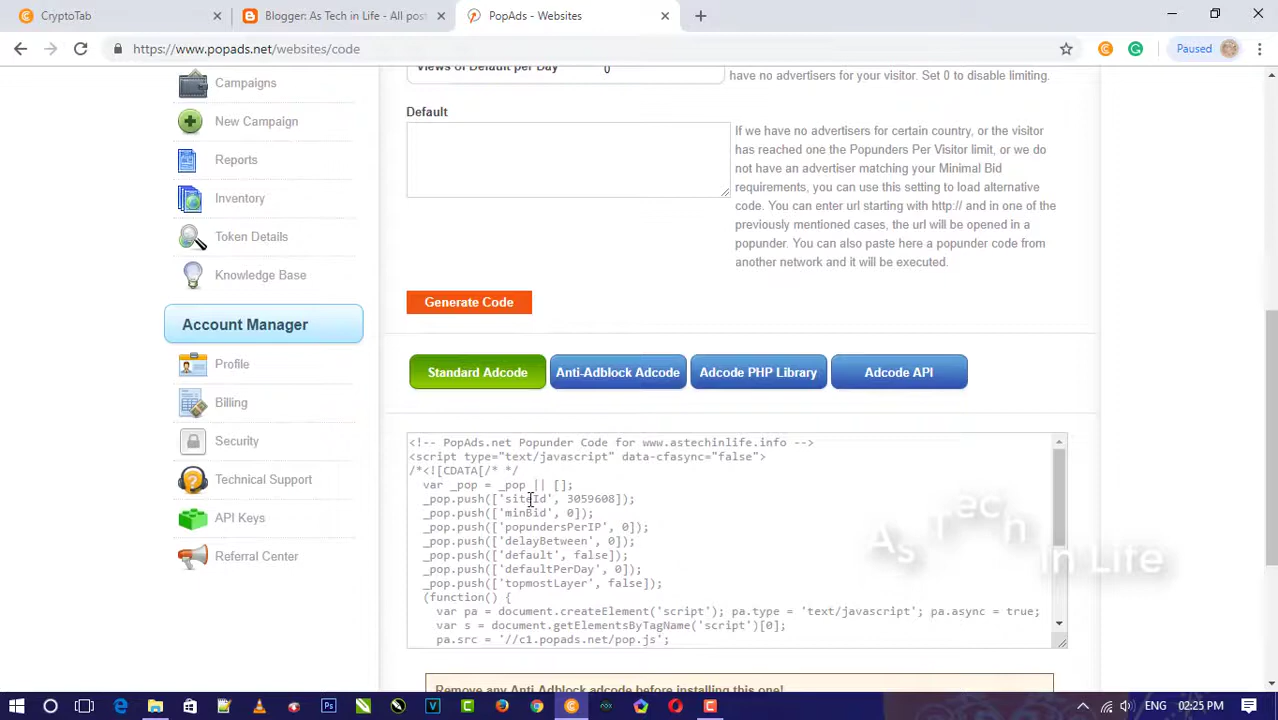 CryptoTab
Blogger: As Tech in Life - All post
PopAds - Websites
https://www.popads.net/websites/code
Paused
Campaigns
New Campaign
Reports
Inventory
Token Details
Knowledge Base
Account Manager
Profile
Billing
Security
Technical Support
API Keys
Referral Center
Views of Default per Day 0
have no advertisers for your visitor. Set 0 to disable limiting.
Default
If we have no advertisers for certain country, or the visitor
has reached one the Popunders Per Visitor limit, or we do
not have an advertiser matching your Minimal Bid
requirements, you can use this setting to load alternative
code. You can enter url starting with http:// and in one of the
previously mentioned cases, the url will be opened in a
popunder. You can also paste here a popunder code from
another network and it will be executed.
Generate Code
Standard Adcode
Anti-Adblock Adcode
Adcode PHP Library
Adcode API
<!-- PopAds.net Popunder Code for www.astechinlife.info -->
<script type="text/javascript" data-cfasync="false">
/*<![CDATA[/* */
var _pop = _pop || [];
_pop.push(['siteId', 3059608]);
_pop.push(['minBid', 0]);
_pop.push(['popundersPerIP', 0]);
_pop.push(['delayBetween', 0]);
_pop.push(['default', false]);
_pop.push(['defaultPerDay', 0]);
_pop.push(['topmostLayer', false]);
(function() {
var pa = document.createElement('script'); pa.type = 'text/javascript'; pa.async = true;
var s = document.getElementsByTagName('script')[0];
pa.src = '//c1.popads.net/pop.js';
Remove any Anti Adblock adcode before installing this one!
As Tech
in Life
ENG
02:25 PM